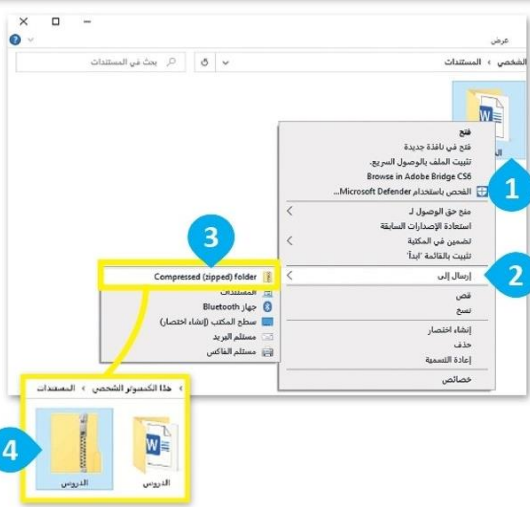 عرض
الشخصي › المستندات
بحث في المستندات
فتح
فتح في نافذة جديدة
تثبيت الملف بالوصول السريع.
Browse in Adobe Bridge CS6
الفحص باستخدام Microsoft Defender...
1
منح حق الوصول لـ
استعادة الإصدارات السابقة
تضمين في المكتبة
تثبيت بالقائمة "ابدأ"
إرسال إلى
2
قص
نسخ
إنشاء اختصار
حذف
إعادة التسمية
خصائص
3
Compressed (zipped) folder
المستندات
جهاز Bluetooth
سطح المكتب (إنشاء اختصار)
مستلم البريد
مستلم الفاكس
› هذا الكمبيوتر الشخصي › المستندات
4
الدروس
الدروس